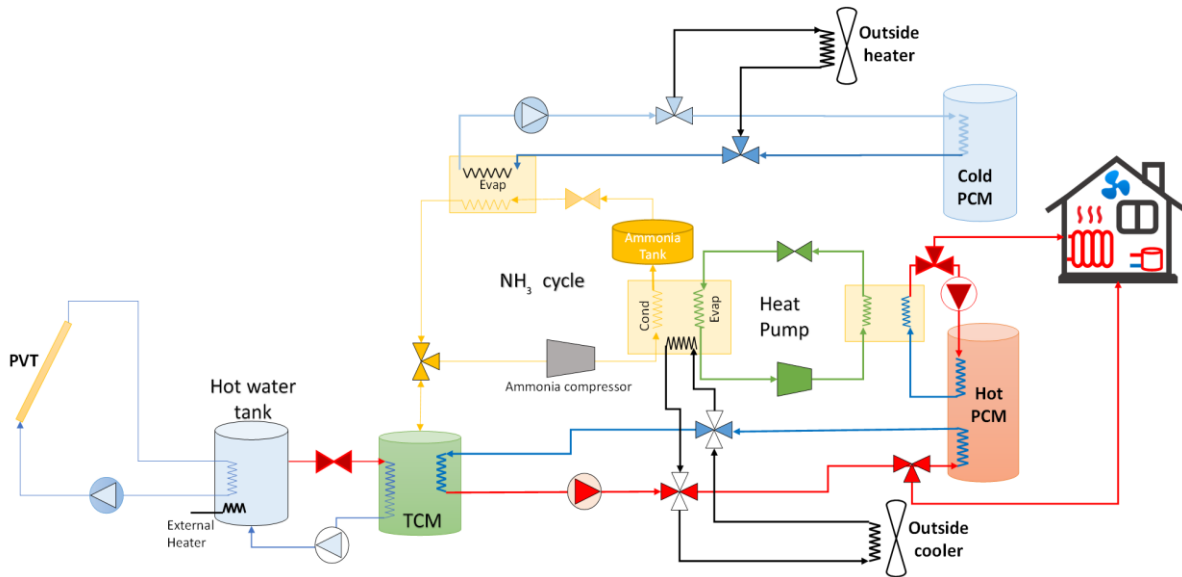 Outside
heater
Evap
Cold
PCM
Ammonia
Tank
NH₃ cycle
Cond
Evap
Heat
Pump
PVT
Ammonia compressor
Hot water
tank
Hot
PCM
External
Heater
TCM
Outside
cooler